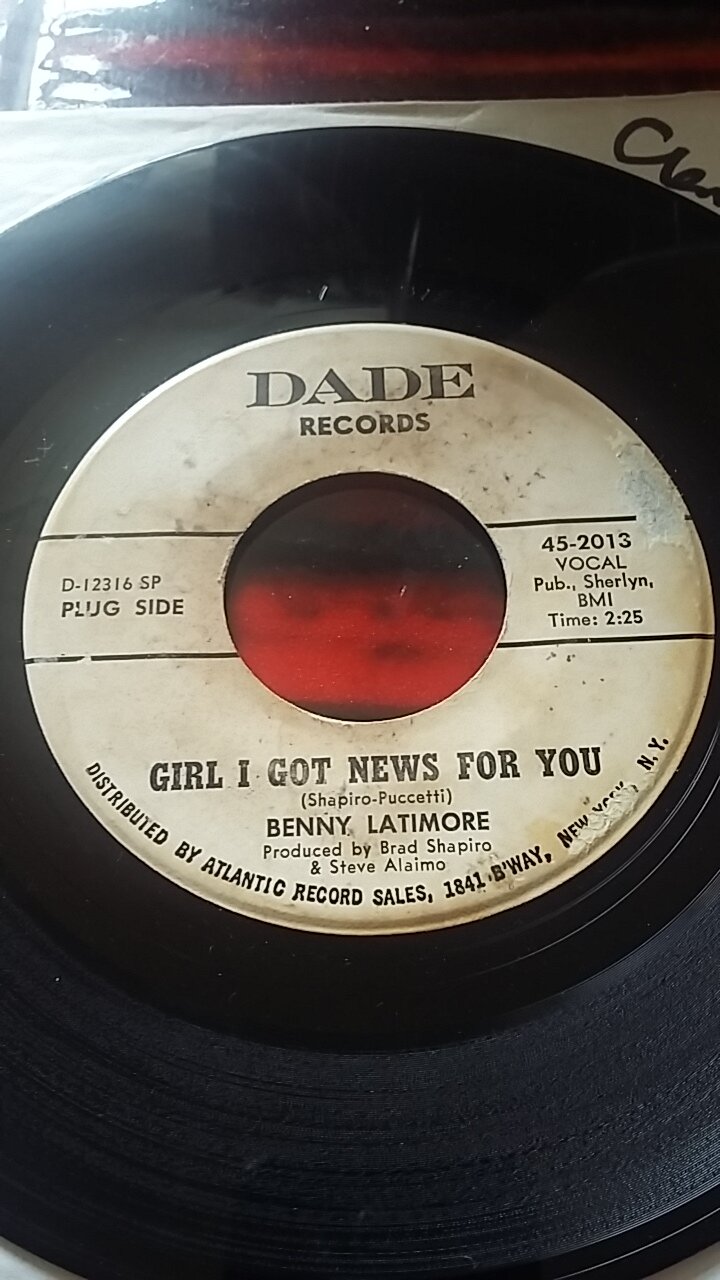 DADE
RECORDS
D-12316 SP
PLUG SIDE
45-2013
VOCAL
Pub., Sherlyn,
BMI
Time: 2:25
GIRL I GOT NEWS FOR YOU
(Shapiro-Puccetti)
BENNY LATIMORE
Produced by Brad Shapiro
& Steve Alaimo
DISTRIBUTED BY ATLANTIC RECORD SALES, 1841 B'WAY, NEW YORK, N.Y.